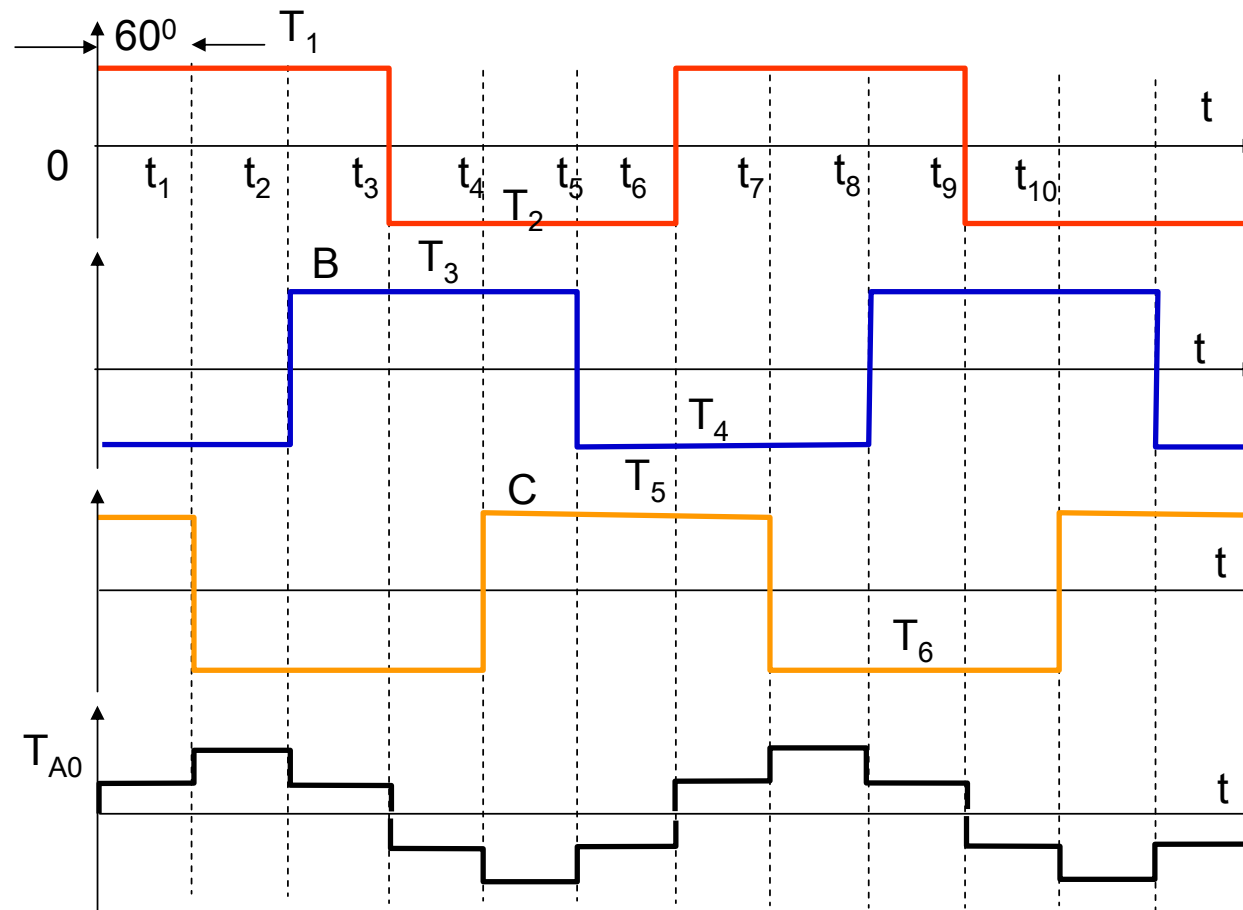 60⁰ T₁
t
0 t₁ t₂ t₃ t₄ t₅ t₆ t₇ t₈ t₉ t₁₀
T₂
B T₃
t
T₄
C T₅
t
T₆
T_A0
t